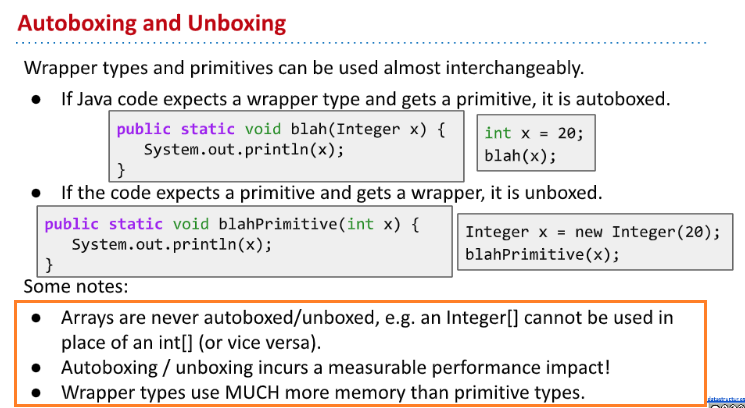 Autoboxing and Unboxing
Wrapper types and primitives can be used almost interchangeably.
● If Java code expects a wrapper type and gets a primitive, it is autoboxed.
public static void blah(Integer x) {
System.out.println(x);
}
int x = 20;
blah(x);
● If the code expects a primitive and gets a wrapper, it is unboxed.
public static void blahPrimitive(int x) {
System.out.println(x);
}
Integer x = new Integer(20);
blahPrimitive(x);
Some notes:
● Arrays are never autoboxed/unboxed, e.g. an Integer[] cannot be used in
place of an int[] (or vice versa).
● Autoboxing / unboxing incurs a measurable performance impact!
● Wrapper types use MUCH more memory than primitive types.